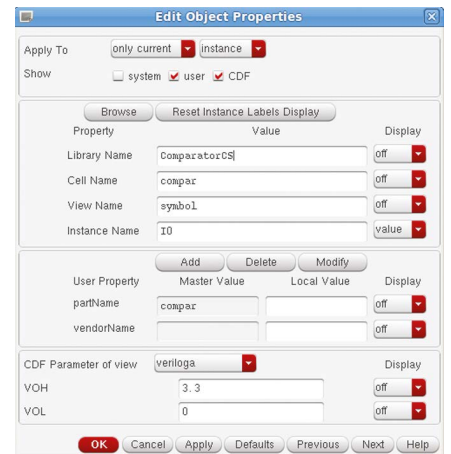 Edit Object Properties
Apply To only current instance
Show system user CDF
Browse Reset Instance Labels Display
Property Value Display
Library Name ComparatorCS off
Cell Name compar off
View Name symbol off
Instance Name I0 value
Add Delete Modify
User Property Master Value Local Value Display
partName compar off
vendorName off
CDF Parameter of view veriloga Display
VOH 3.3 off
VOL 0 off
OK Cancel Apply Defaults Previous Next Help